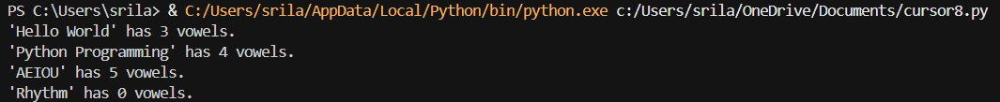 PS C:\Users\srila> & C:/Users/srila/AppData/Local/Python/bin/python.exe c:/Users/srila/OneDrive/Documents/cursor8.py
'Hello World' has 3 vowels.
'Python Programming' has 4 vowels.
'AEIOU' has 5 vowels.
'Rhythm' has 0 vowels.